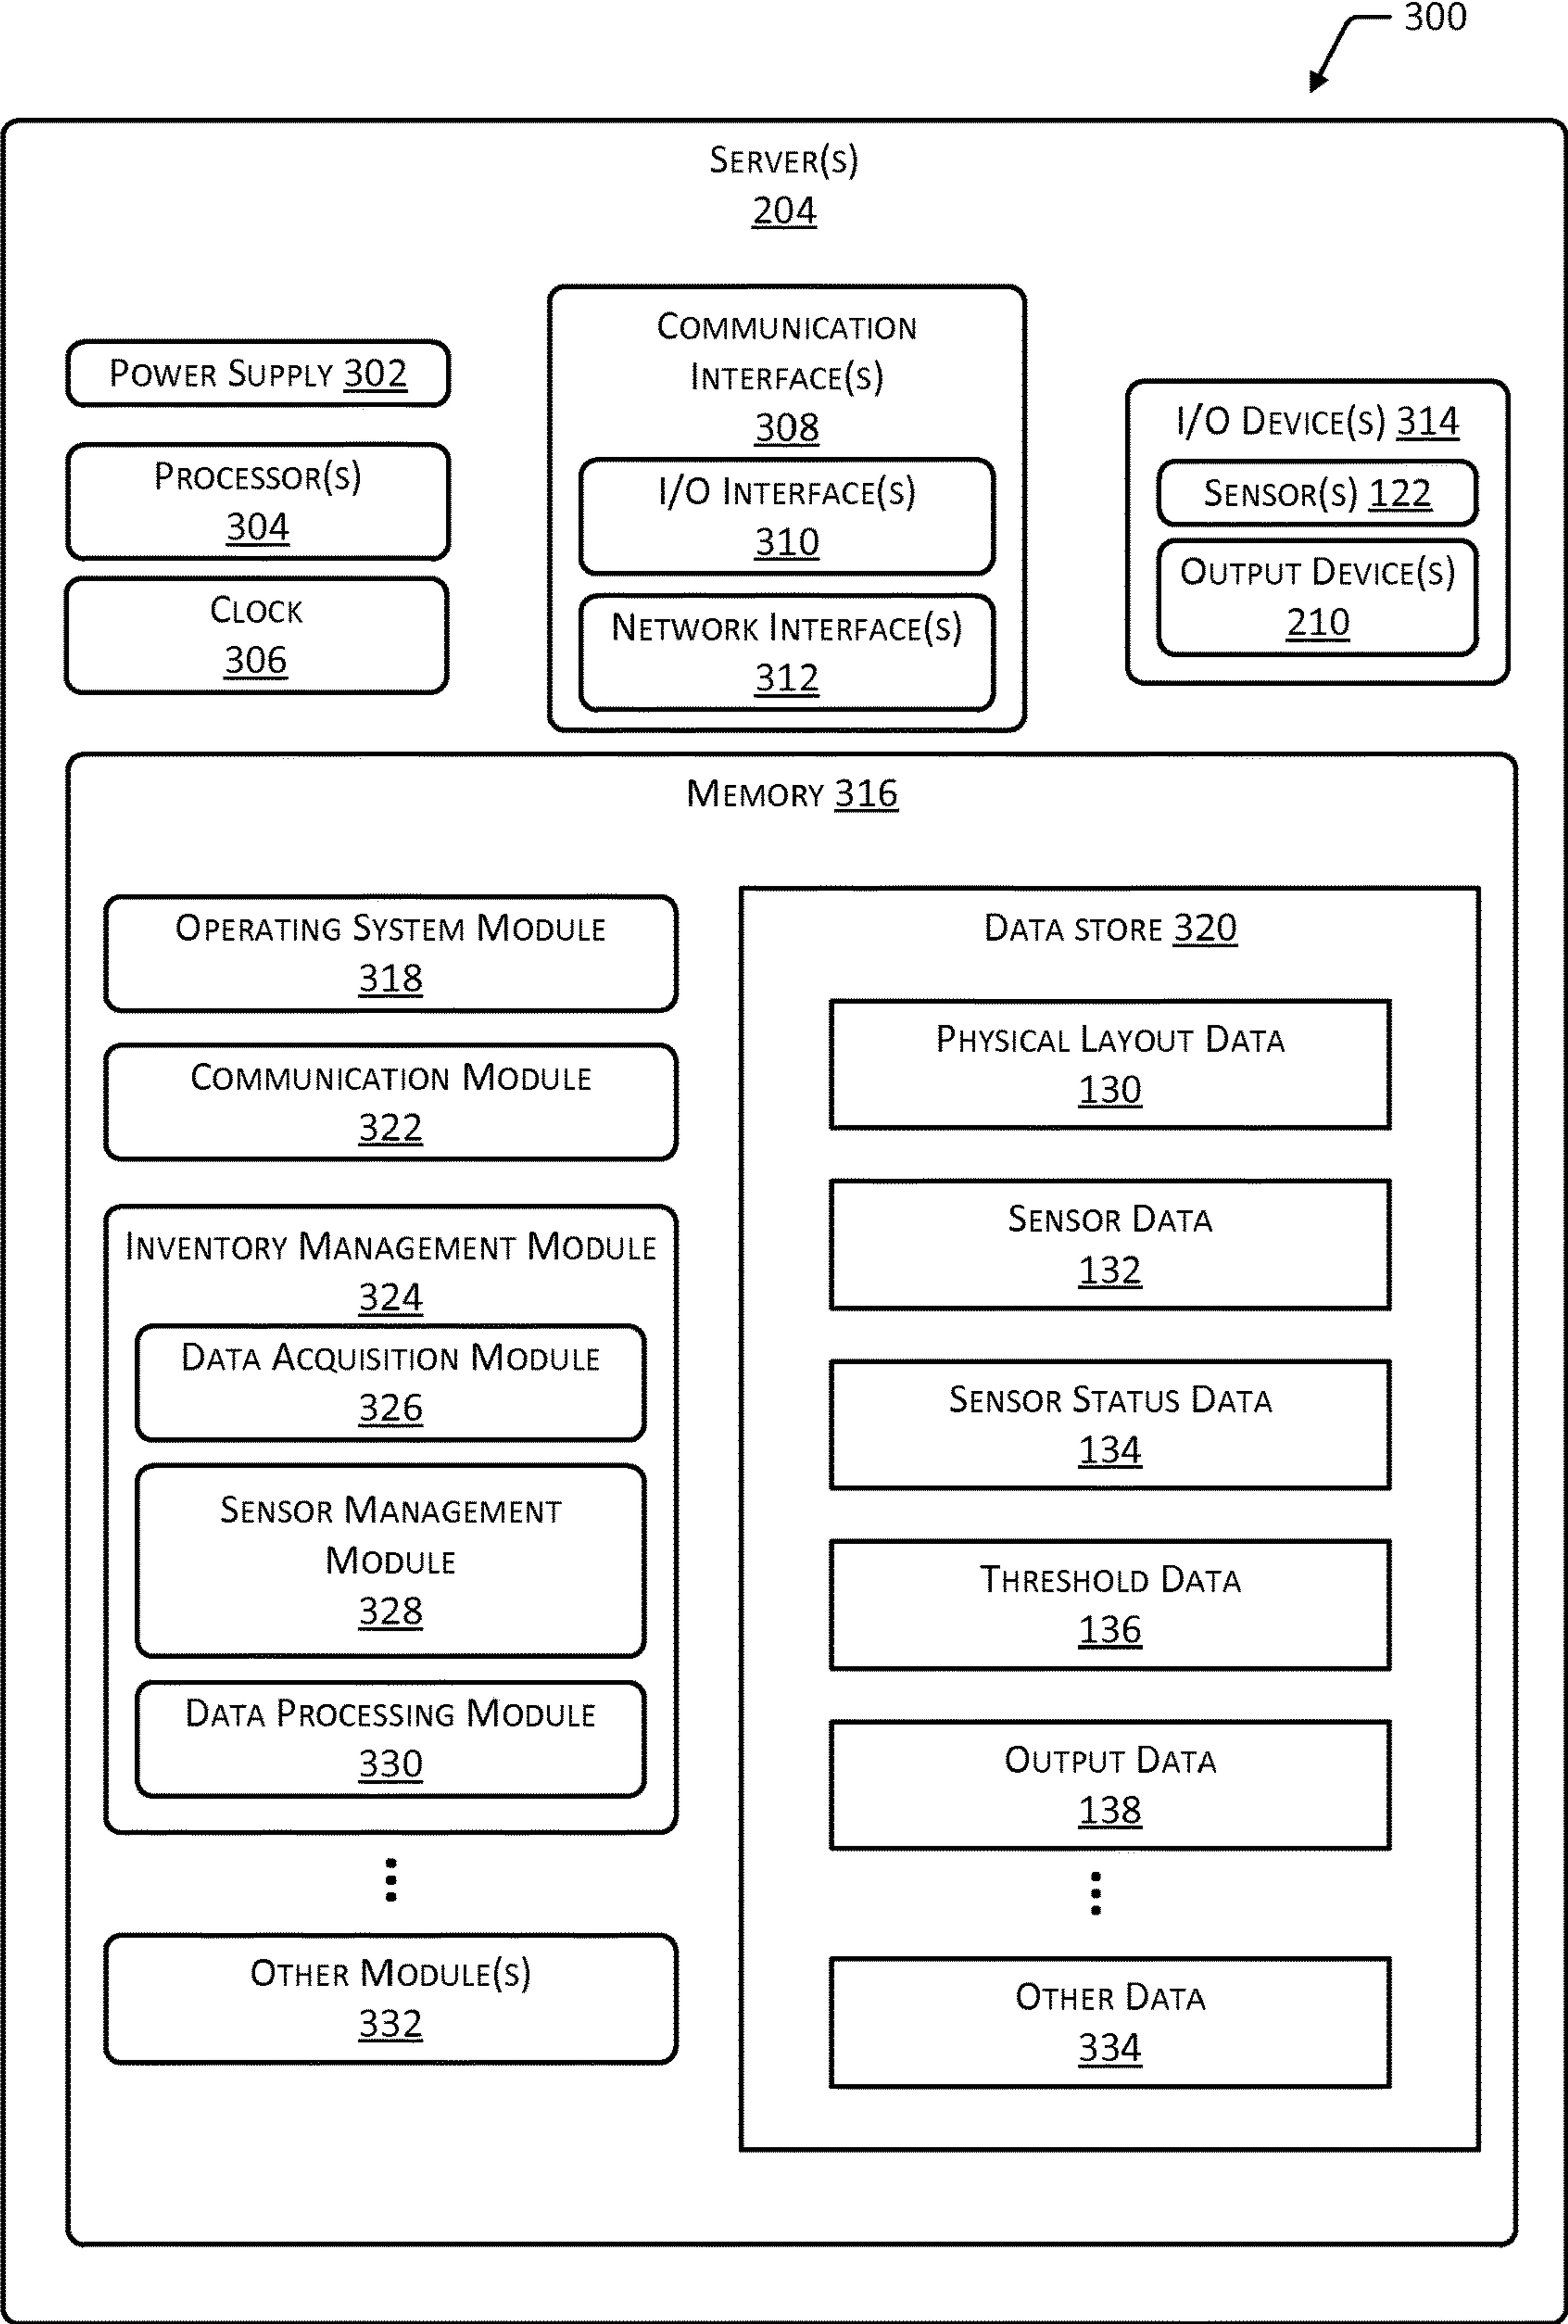 300
Server(s)
204
Power Supply 302
Processor(s)
304
Clock
306
Communication
Interface(s)
308
I/O Interface(s)
310
Network Interface(s)
312
I/O Device(s) 314
Sensor(s) 122
Output Device(s)
210
Memory 316
Operating System Module
318
Communication Module
322
Inventory Management Module
324
Data Acquisition Module
326
Sensor Management
Module
328
Data Processing Module
330
Other Module(s)
332
Data store 320
Physical Layout Data
130
Sensor Data
132
Sensor Status Data
134
Threshold Data
136
Output Data
138
Other Data
334